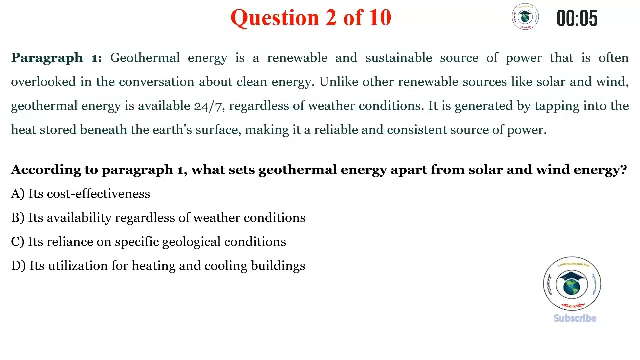 Question 2 of 10
00:05
Paragraph 1: Geothermal energy is a renewable and sustainable source of power that is often
overlooked in the conversation about clean energy. Unlike other renewable sources like solar and wind,
geothermal energy is available 24/7, regardless of weather conditions. It is generated by tapping into the
heat stored beneath the earth's surface, making it a reliable and consistent source of power.
According to paragraph 1, what sets geothermal energy apart from solar and wind energy?
A) Its cost-effectiveness
B) Its availability regardless of weather conditions
C) Its reliance on specific geological conditions
D) Its utilization for heating and cooling buildings
Subscribe